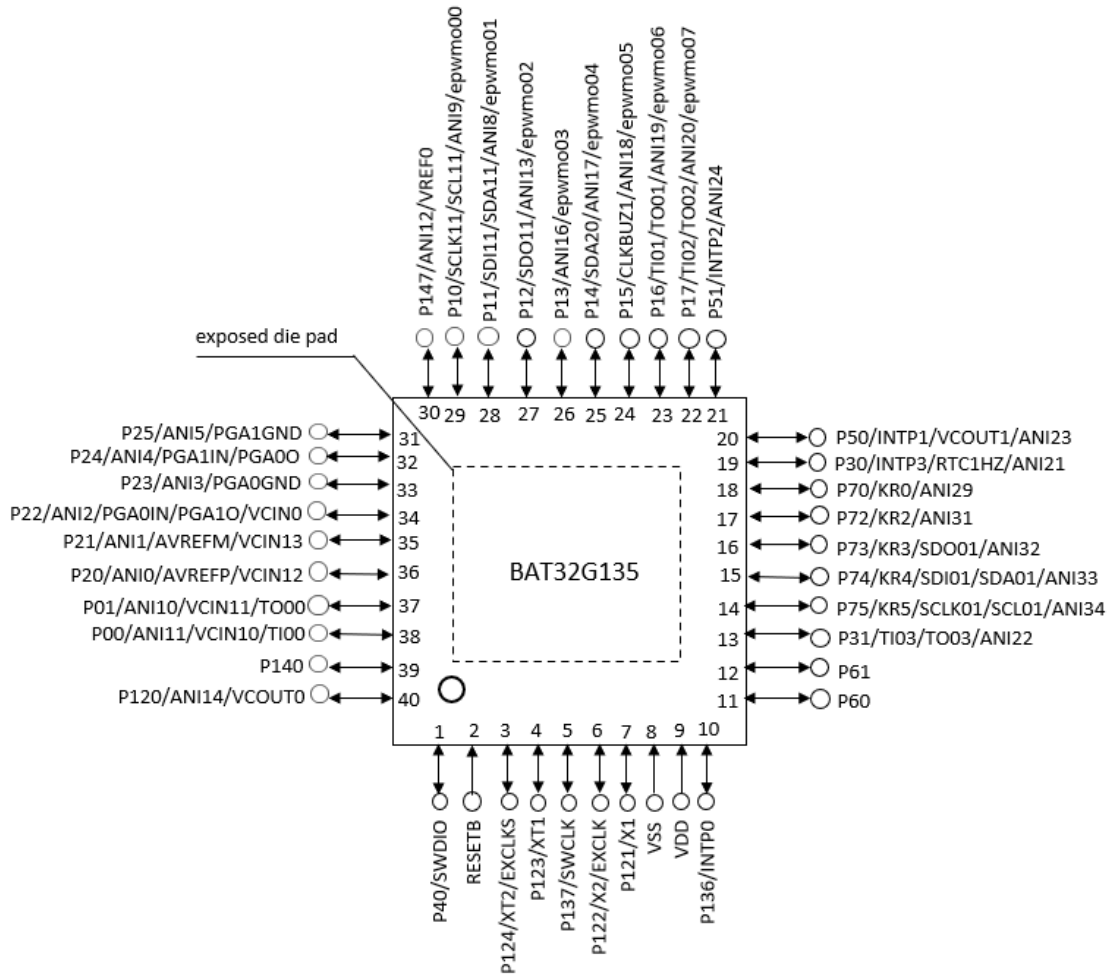 P147/ANI12/VREF0
P10/SCLK11/SCL11/ANI9/epwmo00
P11/SDI11/SDA11/ANI8/epwmo01
P12/SDO11/ANI13/epwmo02
P13/ANI16/epwmo03
P14/SDA20/ANI17/epwmo04
P15/CLKBUZ1/ANI18/epwmo05
P16/TI01/TO01/ANI19/epwmo06
P17/TI02/TO02/ANI20/epwmo07
P51/INTP2/ANI24
exposed die pad
30 29 28 27 26 25 24 23 22 21
P25/ANI5/PGA1GND 31
P24/ANI4/PGA1IN/PGA0O 32
P23/ANI3/PGA0GND 33
P22/ANI2/PGA0IN/PGA1O/VCIN0 34
P21/ANI1/AVREFM/VCIN13 35
P20/ANI0/AVREFP/VCIN12 36
P01/ANI10/VCIN11/TO00 37
P00/ANI11/VCIN10/TI00 38
P140 39
P120/ANI14/VCOUT0 40
BAT32G135
20 P50/INTP1/VCOUT1/ANI23
19 P30/INTP3/RTC1HZ/ANI21
18 P70/KR0/ANI29
17 P72/KR2/ANI31
16 P73/KR3/SDO01/ANI32
15 P74/KR4/SDI01/SDA01/ANI33
14 P75/KR5/SCLK01/SCL01/ANI34
13 P31/TI03/TO03/ANI22
12 P61
11 P60
1 2 3 4 5 6 7 8 9 10
P40/SWDIO
RESETB
P124/XT2/EXCLKS
P123/XT1
P137/SWCLK
P122/X2/EXCLK
P121/X1
VSS
VDD
P136/INTP0